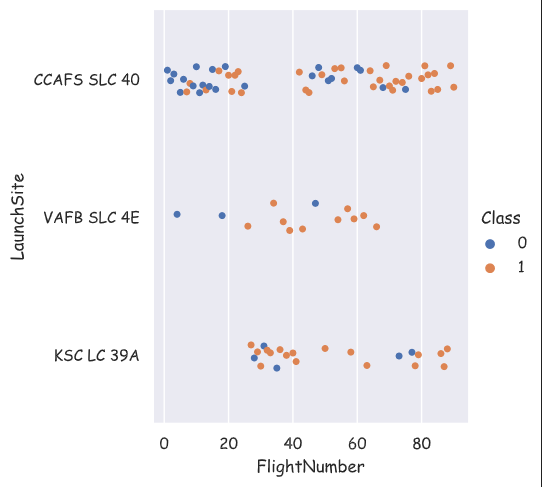 CCAFS SLC 40
VAFB SLC 4E
KSC LC 39A
LaunchSite
0 20 40 60 80
FlightNumber
Class
0
1